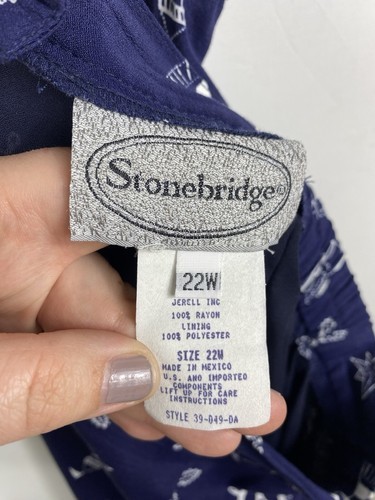 Stonebridge®
22W
JERELL INC
100% RAYON
LINING
100% POLYESTER
SIZE 22W
MADE IN MEXICO
U.S. AND IMPORTED
COMPONENTS
LIFT UP FOR CARE
INSTRUCTIONS
STYLE 39-049-DA